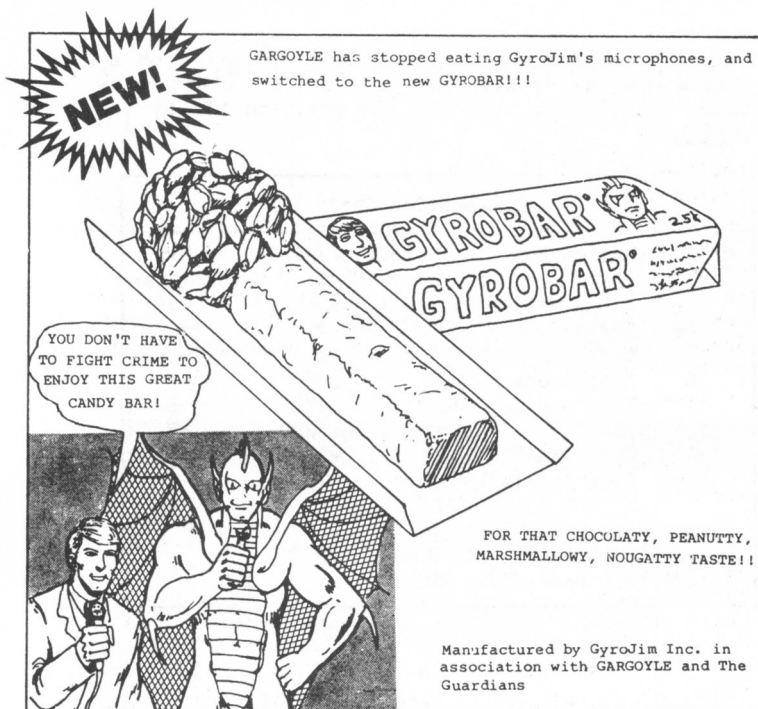 NEW!
GARGOYLE has stopped eating GyroJim's microphones, and
switched to the new GYROBAR!!!
GYROBAR
25¢
GYROBAR
YOU DON'T HAVE
TO FIGHT CRIME TO
ENJOY THIS GREAT
CANDY BAR!
FOR THAT CHOCOLATY, PEANUTTY,
MARSHMALLOWY, NOUGATTY TASTE!!
Manufactured by GyroJim Inc. in
association with GARGOYLE and The
Guardians